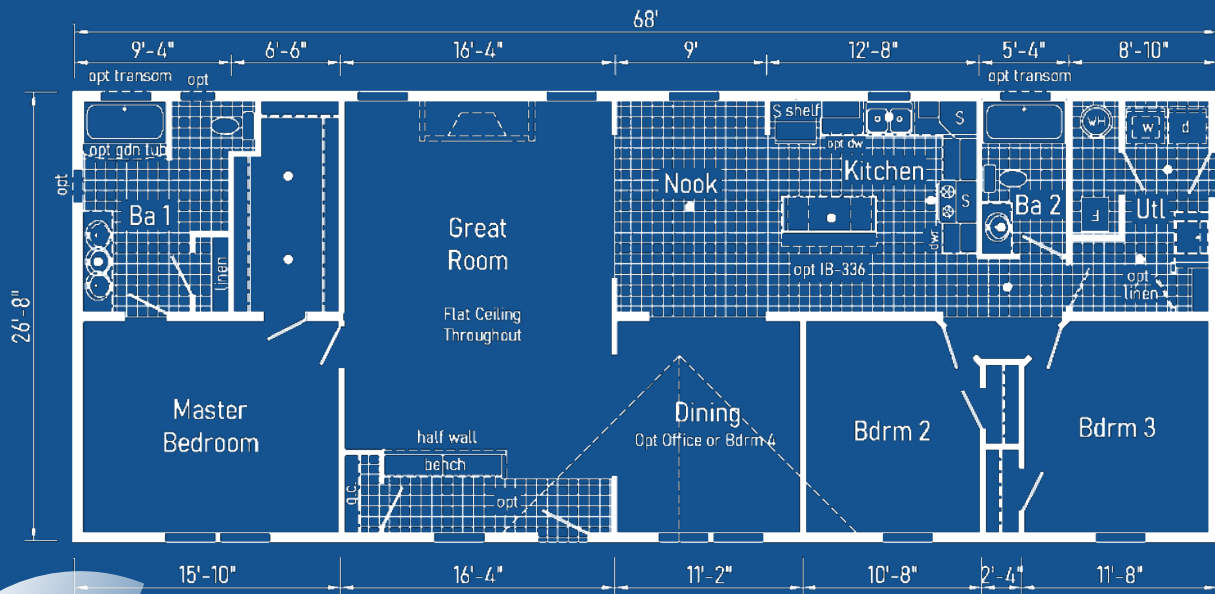 68'
9'-4" 6'-6" 16'-4" 9' 12'-8" 5'-4" 8'-10"
opt transom opt opt transom
26'-8"
S shelf
S
WH
w d
opt gdn tub
opt dw
opt
Ba 1
Nook
Kitchen
S
Ba 2
F
Utl
Great
Room
linen
dwr
opt IB-336
opt
linen
Flat Ceiling
Throughout
Master
Bedroom
Dining
Opt Office or Bdrm 4
Bdrm 2
Bdrm 3
half wall
bench
g.c.
opt
15'-10" 16'-4" 11'-2" 10'-8" 2'-4" 11'-8"